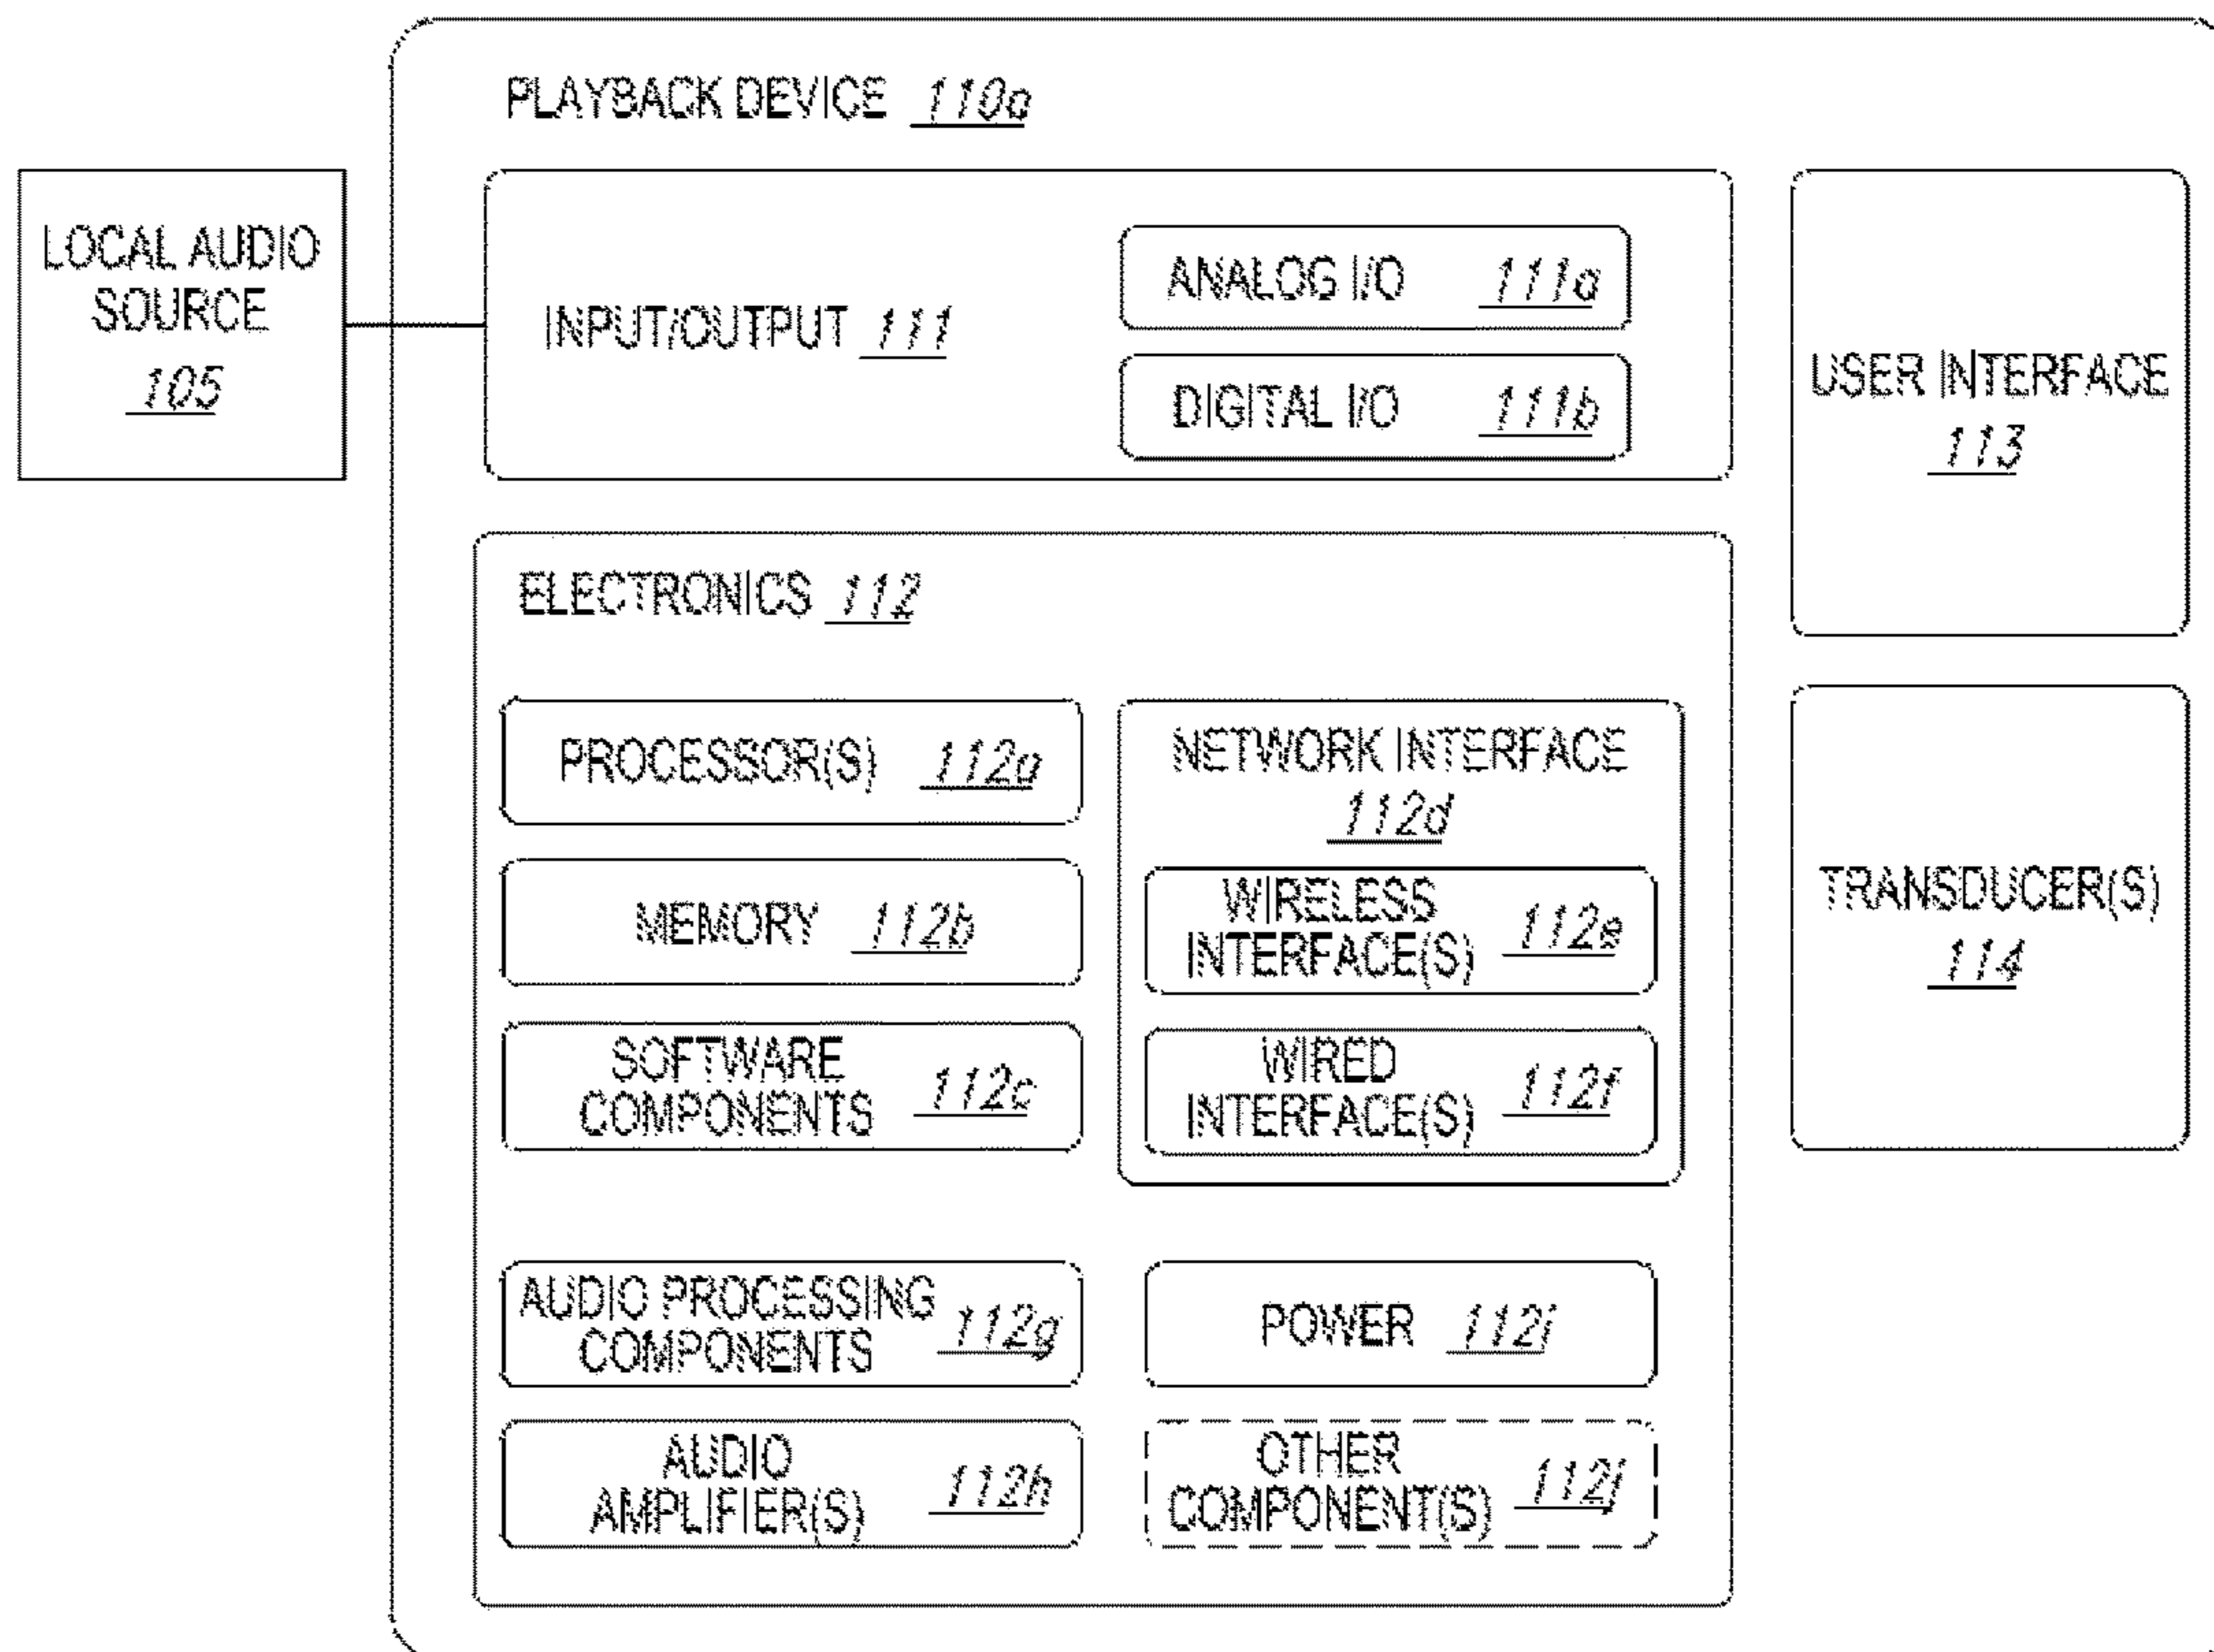 PLAYBACK DEVICE 110a
LOCAL AUDIO
SOURCE
105
INPUT/OUTPUT 111
ANALOG I/O 111a
DIGITAL I/O 111b
USER INTERFACE
113
ELECTRONICS 112
PROCESSOR(S) 112a
MEMORY 112b
SOFTWARE
COMPONENTS 112c
NETWORK INTERFACE
112d
WIRELESS
INTERFACE(S) 112e
WIRED
INTERFACE(S) 112f
TRANSDUCER(S)
114
AUDIO PROCESSING
COMPONENTS 112g
AUDIO
AMPLIFIER(S) 112h
POWER 112i
OTHER
COMPONENT(S) 112j